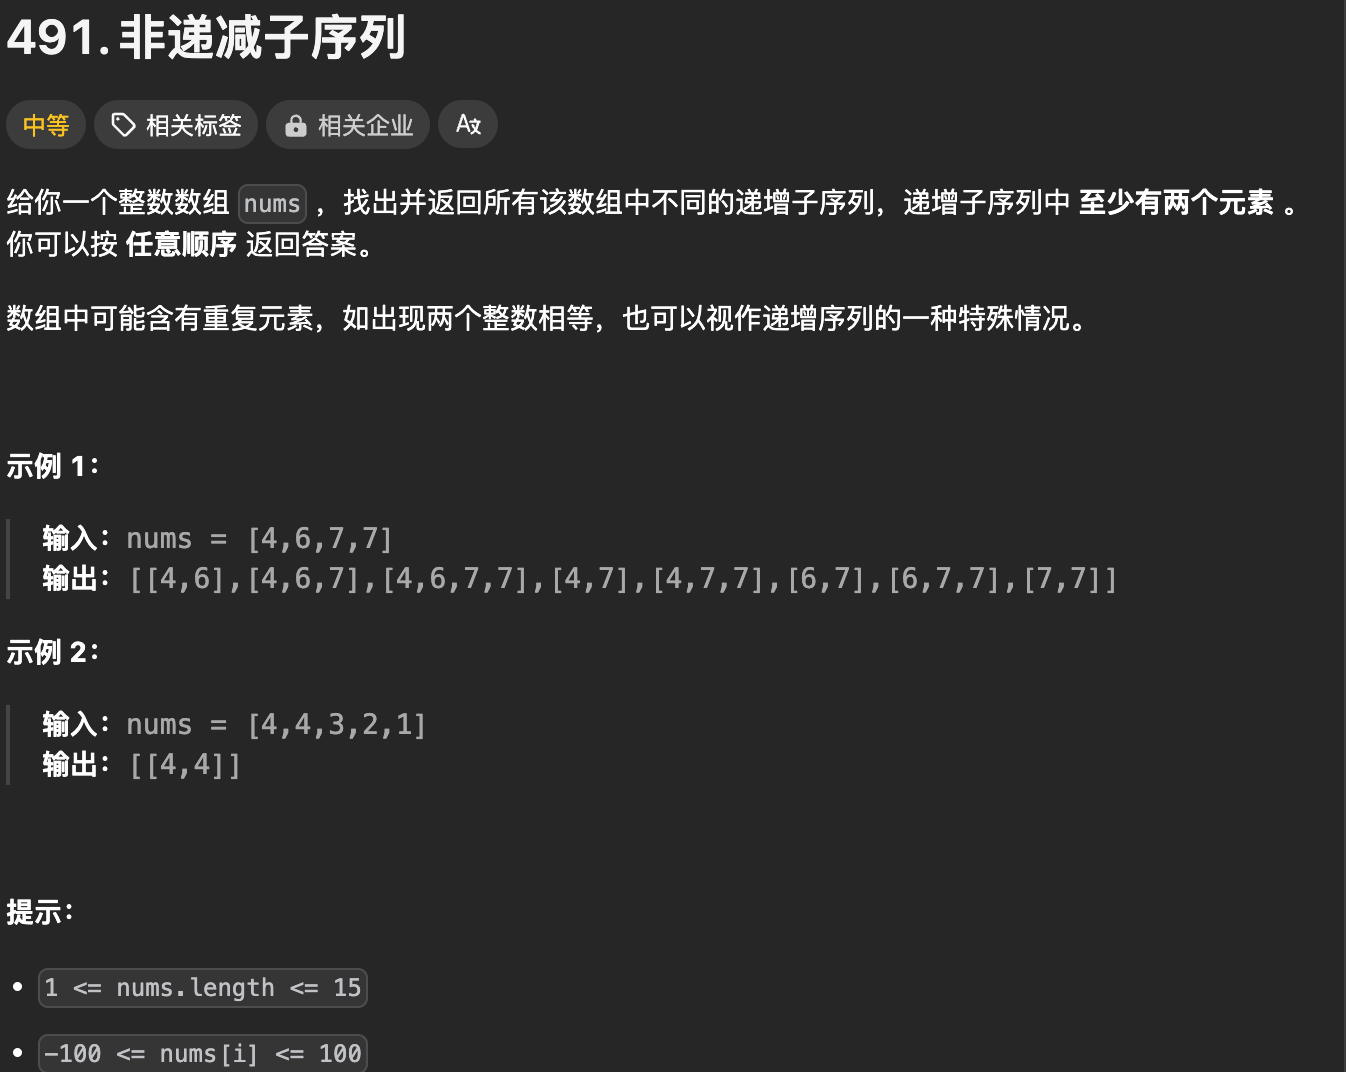 491. 非递减子序列
中等 相关标签 相关企业 A文
给你一个整数数组 nums ，找出并返回所有该数组中不同的递增子序列，递增子序列中 至少有两个元素 。
你可以按 任意顺序 返回答案。
数组中可能含有重复元素，如出现两个整数相等，也可以视作递增序列的一种特殊情况。
示例 1：
输入：nums = [4,6,7,7]
输出：[[4,6],[4,6,7],[4,6,7,7],[4,7],[4,7,7],[6,7],[6,7,7],[7,7]]
示例 2：
输入：nums = [4,4,3,2,1]
输出：[[4,4]]
提示：
• 1 <= nums.length <= 15
• -100 <= nums[i] <= 100